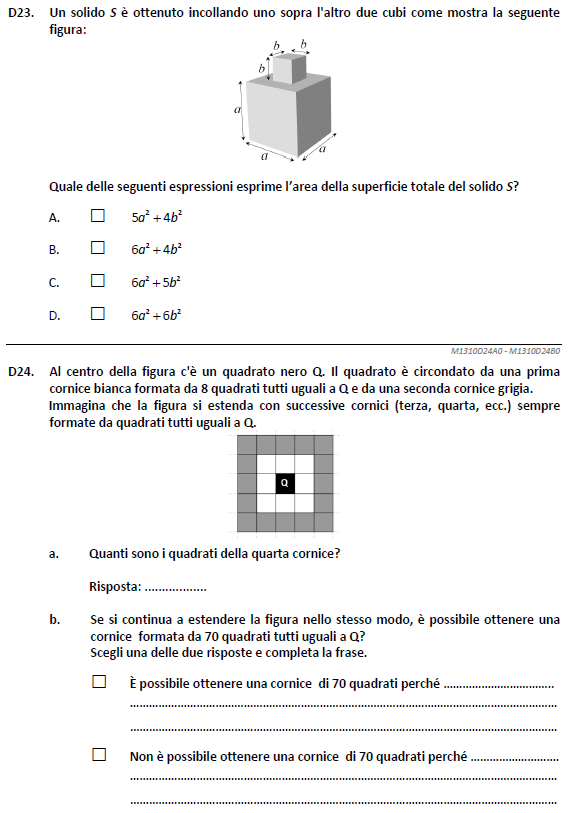 D23. Un solido S è ottenuto incollando uno sopra l'altro due cubi come mostra la seguente
figura:
b b
b
a
a a
Quale delle seguenti espressioni esprime l'area della superficie totale del solido S?
A. □ 5a² + 4b²
B. □ 6a² + 4b²
C. □ 6a² + 5b²
D. □ 6a² + 6b²
M1310D24A0 - M1310D24B0
D24. Al centro della figura c'è un quadrato nero Q. Il quadrato è circondato da una prima
cornice bianca formata da 8 quadrati tutti uguali a Q e da una seconda cornice grigia.
Immagina che la figura si estenda con successive cornici (terza, quarta, ecc.) sempre
formate da quadrati tutti uguali a Q.
Q
a. Quanti sono i quadrati della quarta cornice?
Risposta: ..................
b. Se si continua a estendere la figura nello stesso modo, è possibile ottenere una
cornice formata da 70 quadrati tutti uguali a Q?
Scegli una delle due risposte e completa la frase.
□ È possibile ottenere una cornice di 70 quadrati perché .................................
........................................................................................................
........................................................................................................
□ Non è possibile ottenere una cornice di 70 quadrati perché ...........................
........................................................................................................
........................................................................................................